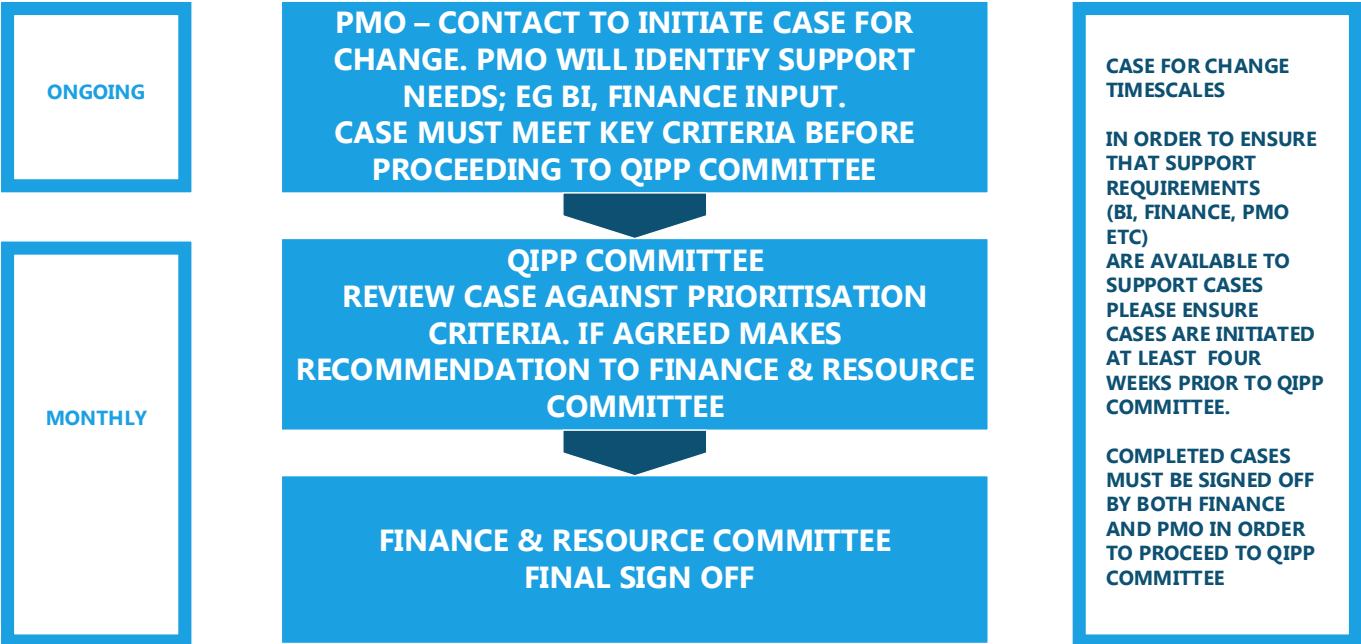 ONGOING
PMO – CONTACT TO INITIATE CASE FOR
CHANGE. PMO WILL IDENTIFY SUPPORT
NEEDS; EG BI, FINANCE INPUT.
CASE MUST MEET KEY CRITERIA BEFORE
PROCEEDING TO QIPP COMMITTEE
MONTHLY
QIPP COMMITTEE
REVIEW CASE AGAINST PRIORITISATION
CRITERIA. IF AGREED MAKES
RECOMMENDATION TO FINANCE & RESOURCE
COMMITTEE
FINANCE & RESOURCE COMMITTEE
FINAL SIGN OFF
CASE FOR CHANGE
TIMESCALES
IN ORDER TO ENSURE
THAT SUPPORT
REQUIREMENTS
(BI, FINANCE, PMO
ETC)
ARE AVAILABLE TO
SUPPORT CASES
PLEASE ENSURE
CASES ARE INITIATED
AT LEAST FOUR
WEEKS PRIOR TO QIPP
COMMITTEE.
COMPLETED CASES
MUST BE SIGNED OFF
BY BOTH FINANCE
AND PMO IN ORDER
TO PROCEED TO QIPP
COMMITTEE